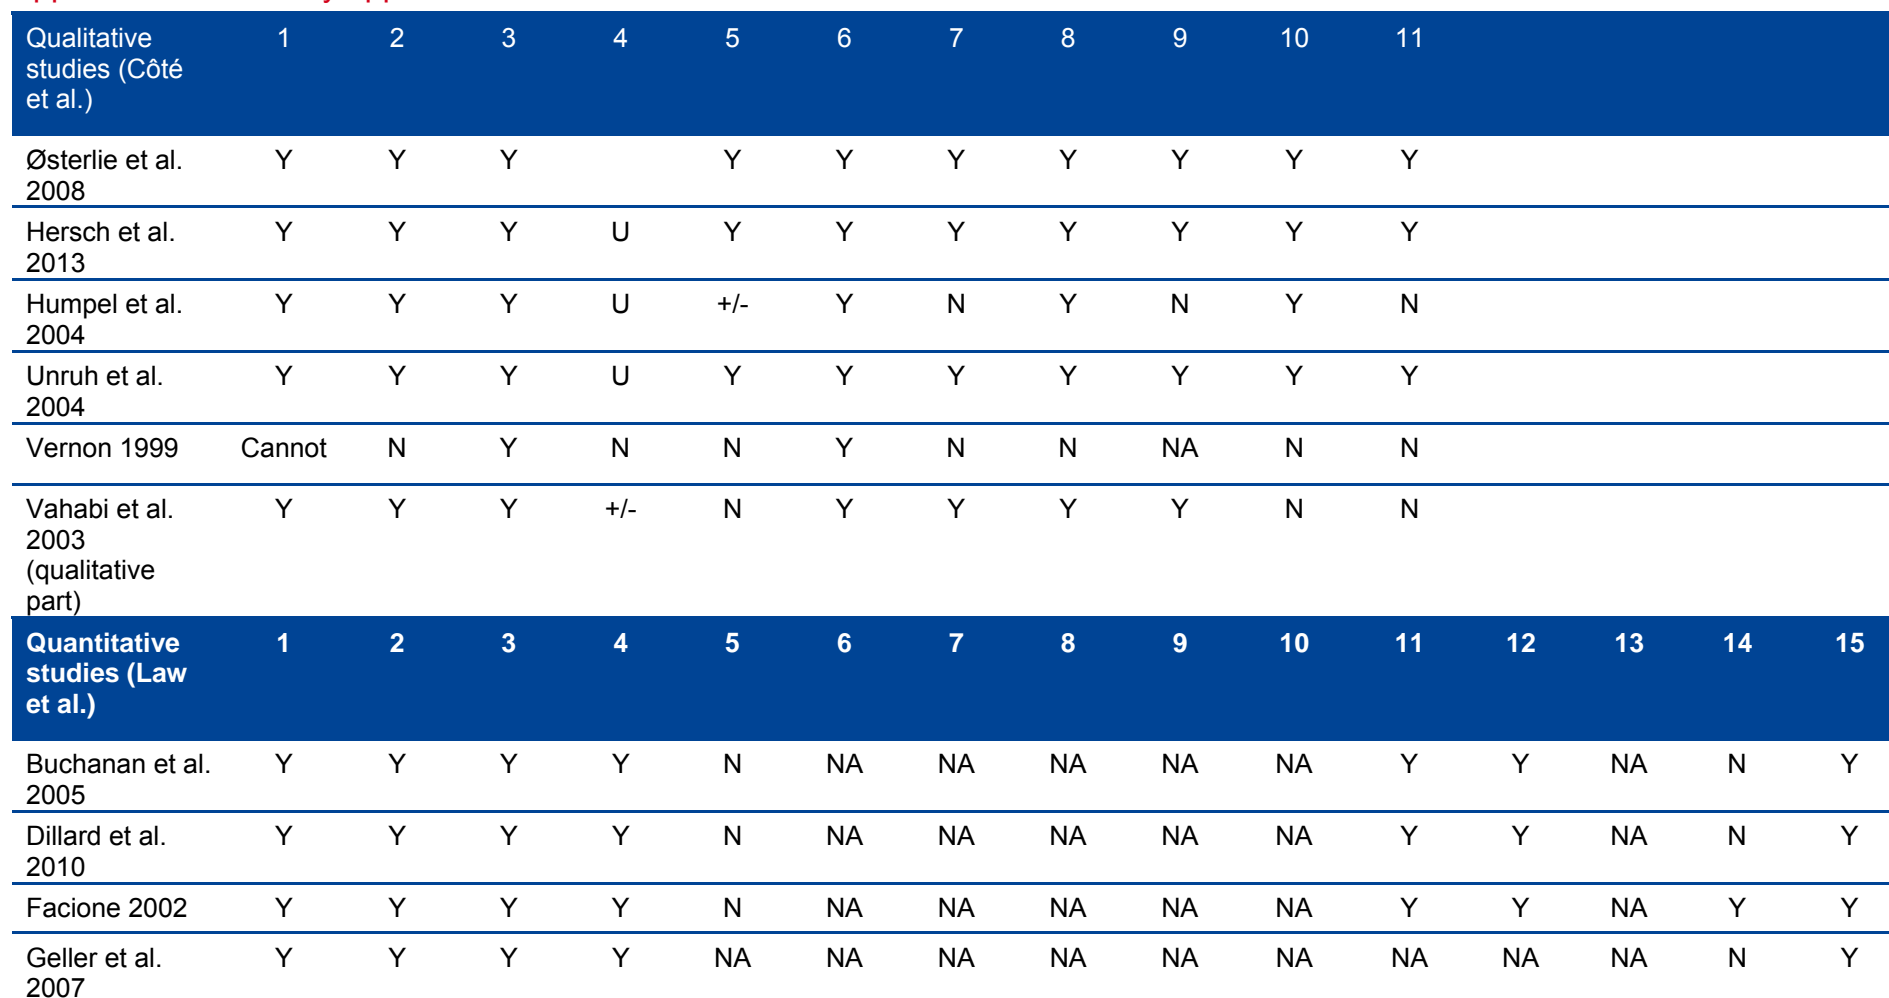 Qualitative 1 2 3 4 5 6 7 8 9 10 11
studies (Côté
et al.)
Østerlie et al. Y Y Y Y Y Y Y Y Y Y
2008
Hersch et al. Y Y Y U Y Y Y Y Y Y Y
2013
Humpel et al. Y Y Y U +/- Y N Y N Y N
2004
Unruh et al. Y Y Y U Y Y Y Y Y Y Y
2004
Vernon 1999 Cannot N Y N N Y N N NA N N
Vahabi et al. Y Y Y +/- N Y Y Y Y N N
2003
(qualitative
part)
Quantitative 1 2 3 4 5 6 7 8 9 10 11 12 13 14 15
studies (Law
et al.)
Buchanan et al. Y Y Y Y N NA NA NA NA NA Y Y NA N Y
2005
Dillard et al. Y Y Y Y N NA NA NA NA NA Y Y NA N Y
2010
Facione 2002 Y Y Y Y N NA NA NA NA NA Y Y NA Y Y
Geller et al. Y Y Y Y NA NA NA NA NA NA NA NA NA N Y
2007